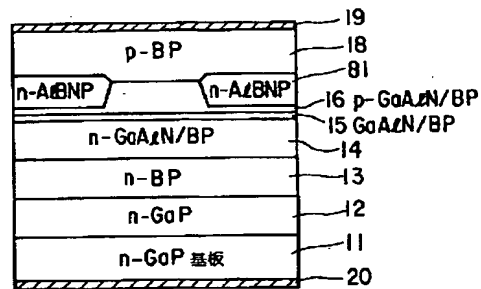 19
p-BP
18
n-AlBNP
n-AlBNP
81
16 p-GaAlN/BP
15 GaAlN/BP
n-GaAlN/BP
14
n-BP
13
n-GaP
12
n-GaP 基板
11
20